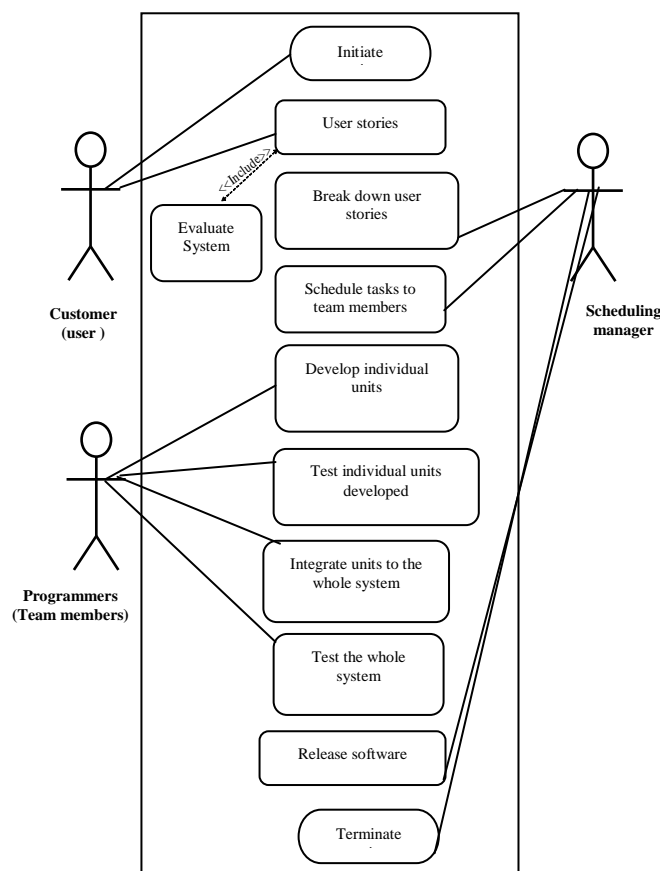 Initiate
.
User stories
<<Include>>
Break down user
stories
Evaluate
System
Schedule tasks to
team members
Customer
(user )
Scheduling
manager
Develop individual
units
Test individual units
developed
Integrate units to the
whole system
Programmers
(Team members)
Test the whole
system
Release software
Terminate
.